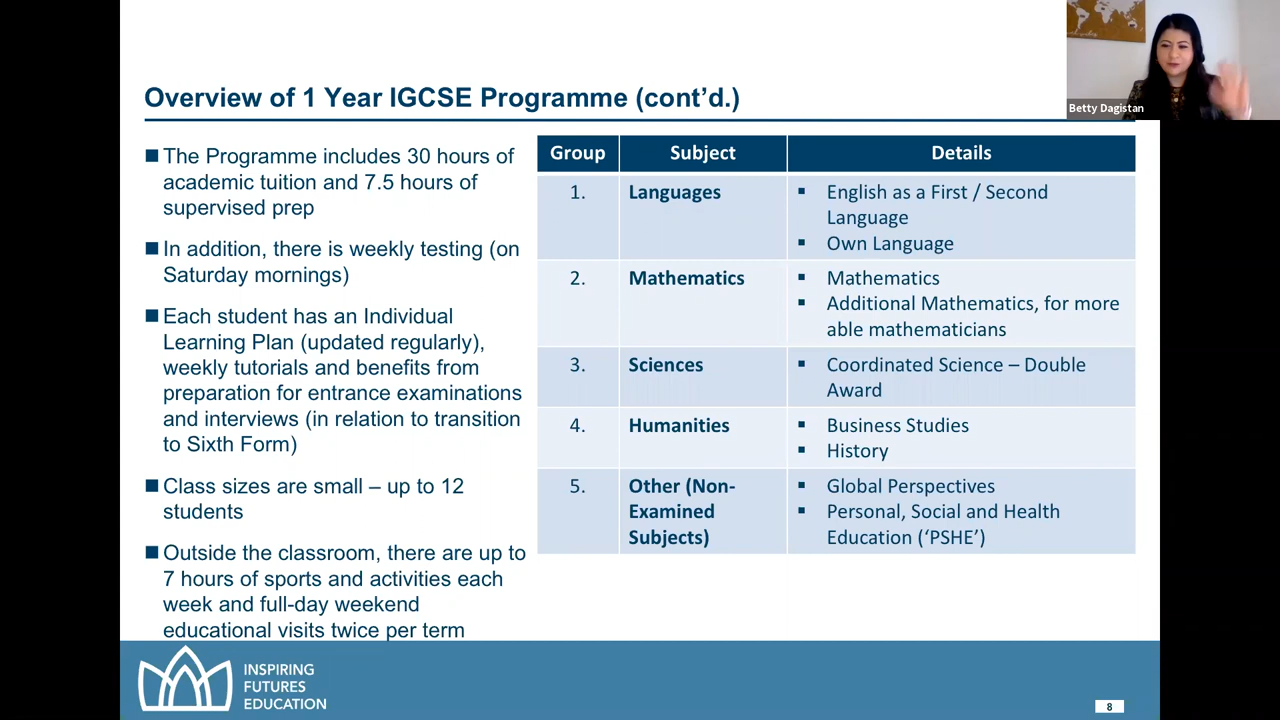 Betty Dagistan
Overview of 1 Year IGCSE Programme (cont’d.)
■ The Programme includes 30 hours of
academic tuition and 7.5 hours of
supervised prep
■ In addition, there is weekly testing (on
Saturday mornings)
■ Each student has an Individual
Learning Plan (updated regularly),
weekly tutorials and benefits from
preparation for entrance examinations
and interviews (in relation to transition
to Sixth Form)
■ Class sizes are small – up to 12
students
■ Outside the classroom, there are up to
7 hours of sports and activities each
week and full-day weekend
educational visits twice per term
Group Subject Details
1. Languages ▪ English as a First / Second
Language
▪ Own Language
2. Mathematics ▪ Mathematics
▪ Additional Mathematics, for more
able mathematicians
3. Sciences ▪ Coordinated Science – Double
Award
4. Humanities ▪ Business Studies
▪ History
5. Other (Non- ▪ Global Perspectives
Examined ▪ Personal, Social and Health
Subjects) Education (‘PSHE’)
INSPIRING
FUTURES
EDUCATION
8